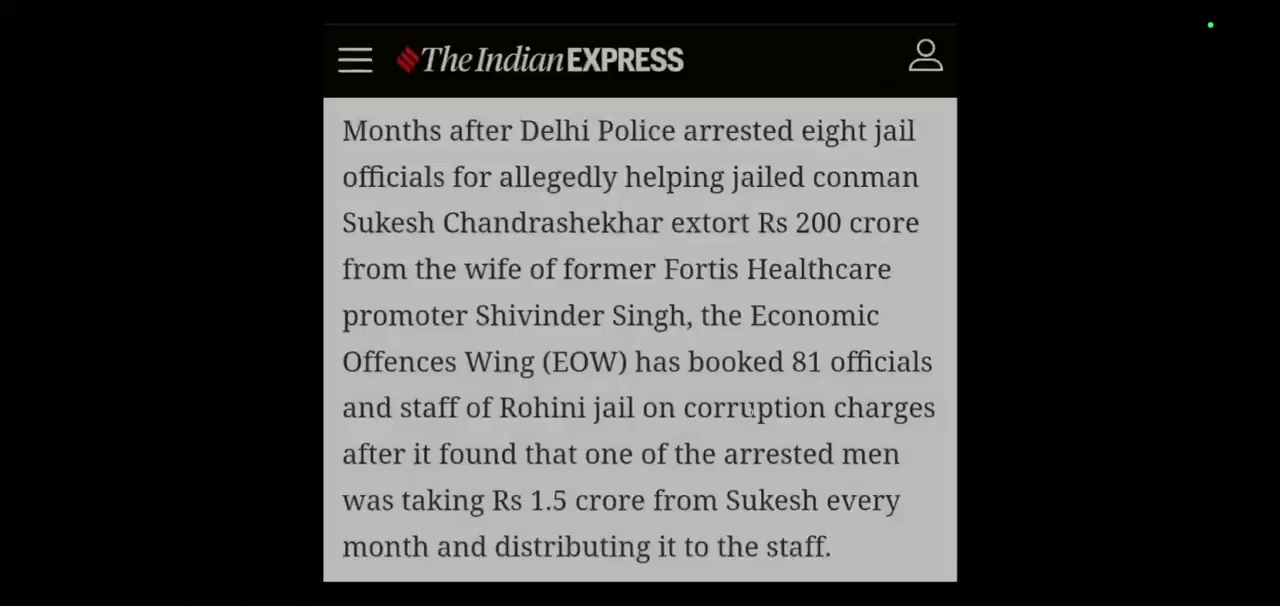 The Indian EXPRESS
Months after Delhi Police arrested eight jail
officials for allegedly helping jailed conman
Sukesh Chandrashekhar extort Rs 200 crore
from the wife of former Fortis Healthcare
promoter Shivinder Singh, the Economic
Offences Wing (EOW) has booked 81 officials
and staff of Rohini jail on corruption charges
after it found that one of the arrested men
was taking Rs 1.5 crore from Sukesh every
month and distributing it to the staff.